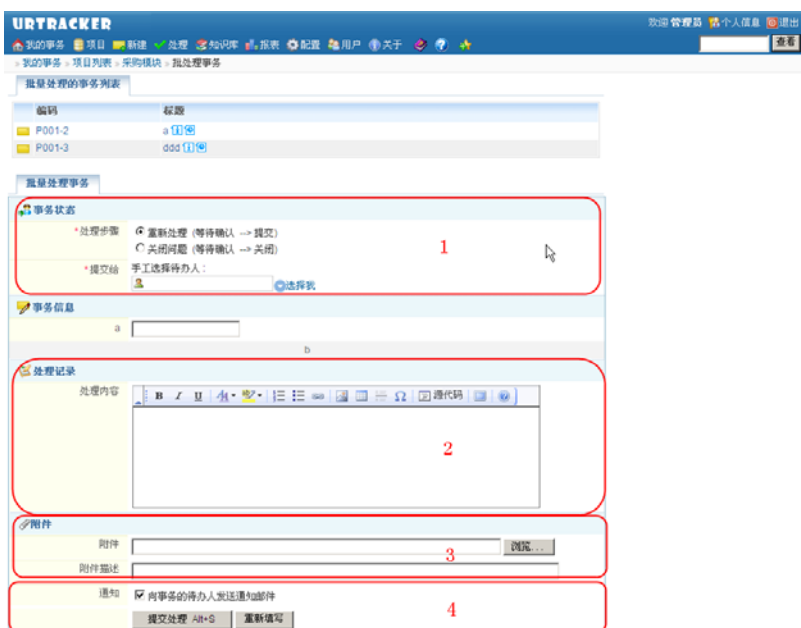 URTRACKER
欢迎 管理员 个人信息 退出
我的事务 项目 新建 处理 知识库 报表 配置 用户 关于
查看
» 我的事务 » 项目列表 » 采购模块 » 批处理事务
批量处理的事务列表
编码 标题
P001-2 a
P001-3 ddd
批量处理事务
事务状态
*处理步骤 重新处理 (等待确认 --> 提交)
关闭问题 (等待确认 --> 关闭)
1
*提交给 手工选择待办人:
选择我
事务信息
a
b
处理记录
处理内容
B I U 源代码
2
附件
附件 浏览...
3
附件描述
通知 向事务的待办人发送通知邮件
4
提交处理 Alt+S 重新填写